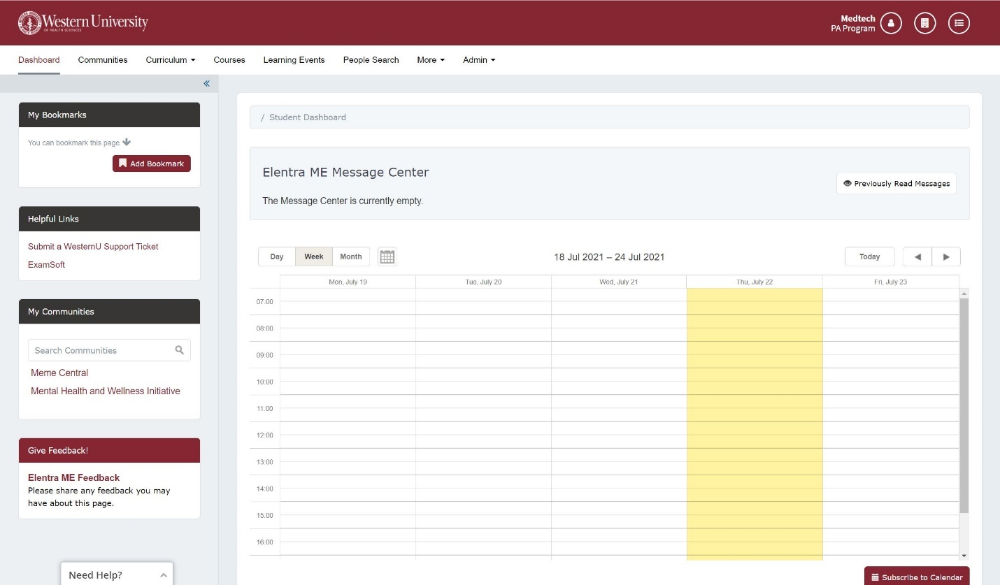 Western University
OF HEALTH SCIENCES
Medtech
PA Program
Dashboard Communities Curriculum Courses Learning Events People Search More Admin
«
My Bookmarks
You can bookmark this page
Add Bookmark
Helpful Links
Submit a WesternU Support Ticket
ExamSoft
My Communities
Search Communities
Meme Central
Mental Health and Wellness Initiative
Give Feedback!
Elentra ME Feedback
Please share any feedback you may
have about this page.
Need Help?
/ Student Dashboard
Elentra ME Message Center
The Message Center is currently empty.
Previously Read Messages
Day Week Month
18 Jul 2021 – 24 Jul 2021
Today
Mon, July 19 Tue, July 20 Wed, July 21 Thu, July 22 Fri, July 23
07:00
08:00
09:00
10:00
11:00
12:00
13:00
14:00
15:00
16:00
Subscribe to Calendar